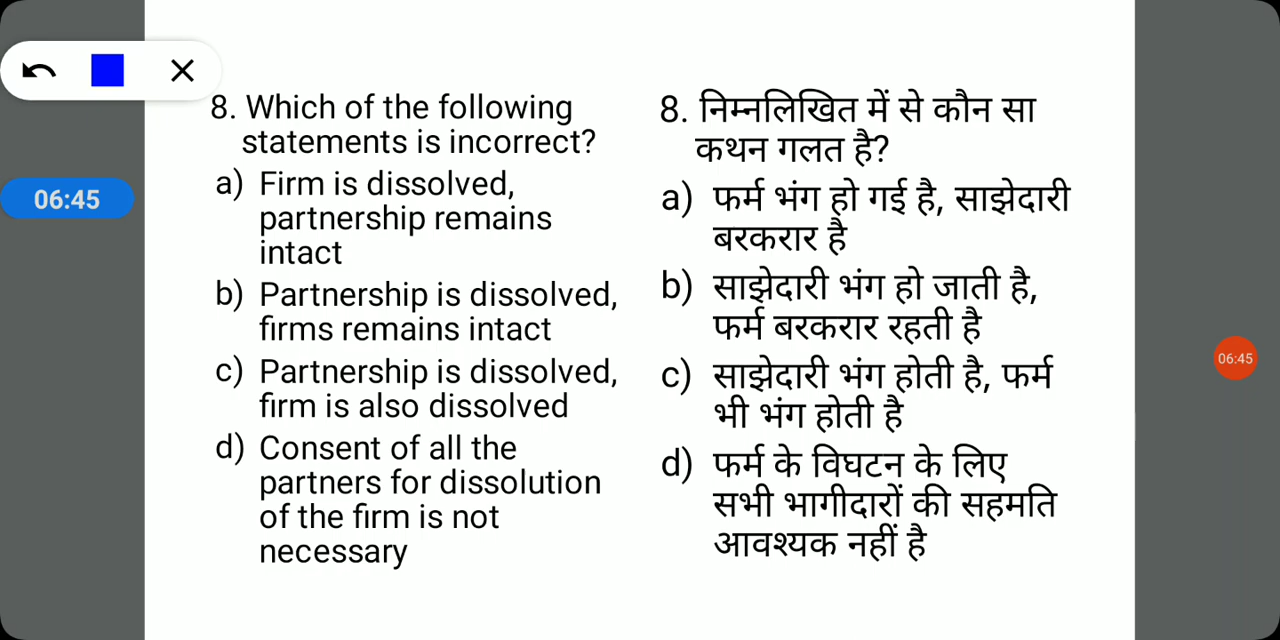 06:45
8. Which of the following
statements is incorrect?
a) Firm is dissolved,
partnership remains
intact
b) Partnership is dissolved,
firms remains intact
c) Partnership is dissolved,
firm is also dissolved
d) Consent of all the
partners for dissolution
of the firm is not
necessary
8. निम्नलिखित में से कौन सा
कथन गलत है?
a) फर्म भंग हो गई है, साझेदारी
बरकरार है
b) साझेदारी भंग हो जाती है,
फर्म बरकरार रहती है
c) साझेदारी भंग होती है, फर्म
भी भंग होती है
d) फर्म के विघटन के लिए
सभी भागीदारों की सहमति
आवश्यक नहीं है
06:45